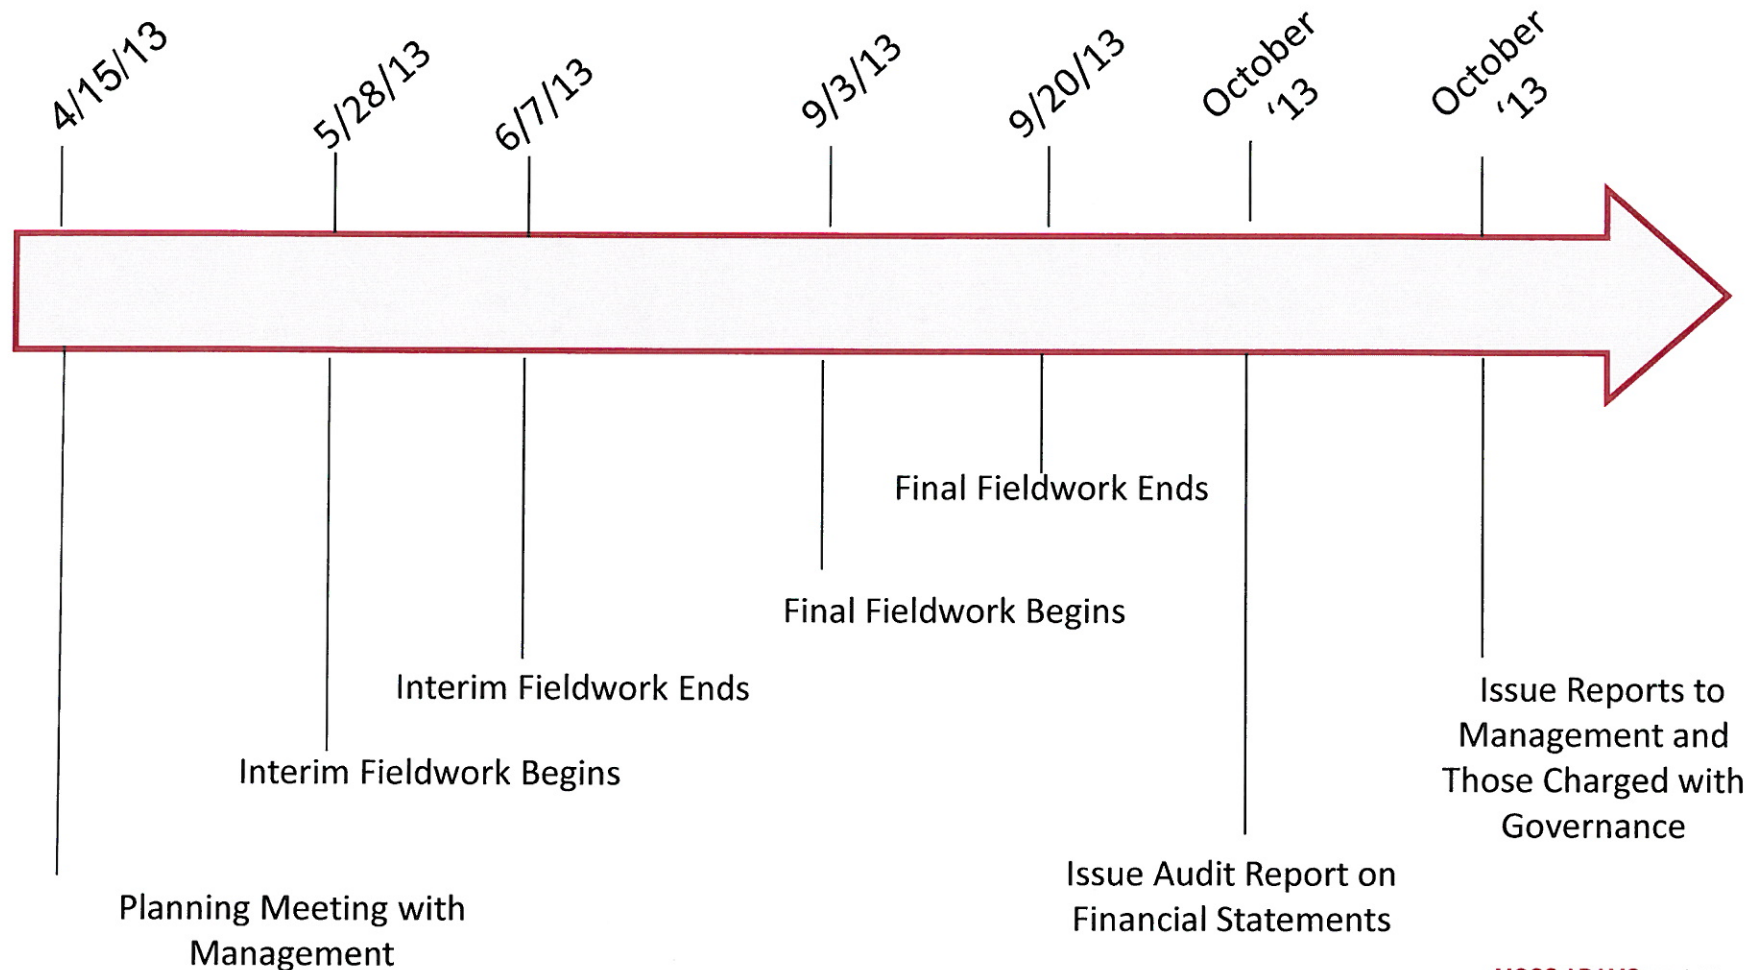 4/15/13
5/28/13
6/7/13
9/3/13
9/20/13
October
‘13
October
‘13
Final Fieldwork Ends
Final Fieldwork Begins
Interim Fieldwork Ends
Issue Reports to
Management and
Those Charged with
Governance
Interim Fieldwork Begins
Issue Audit Report on
Financial Statements
Planning Meeting with
Management